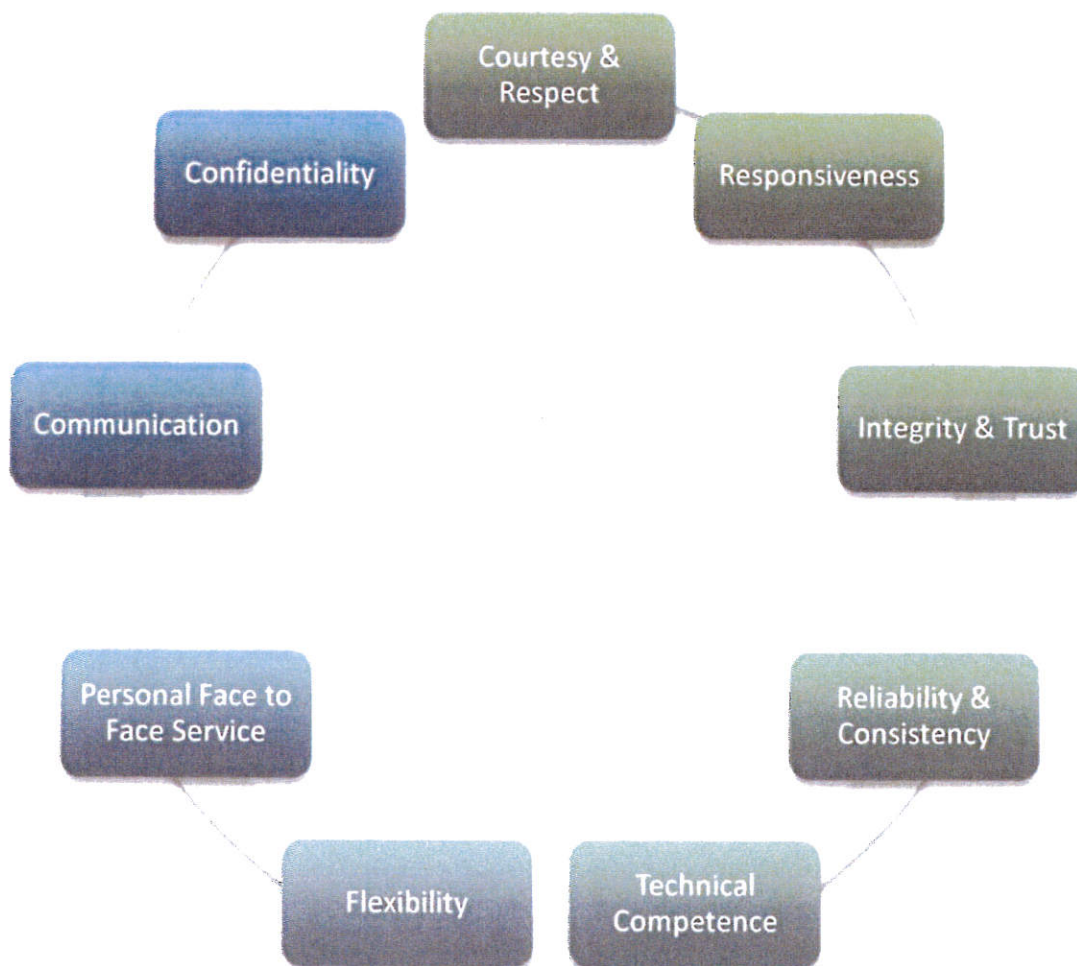 Courtesy &
Respect
Responsiveness
Integrity & Trust
Reliability &
Consistency
Technical
Competence
Flexibility
Personal Face to
Face Service
Communication
Confidentiality